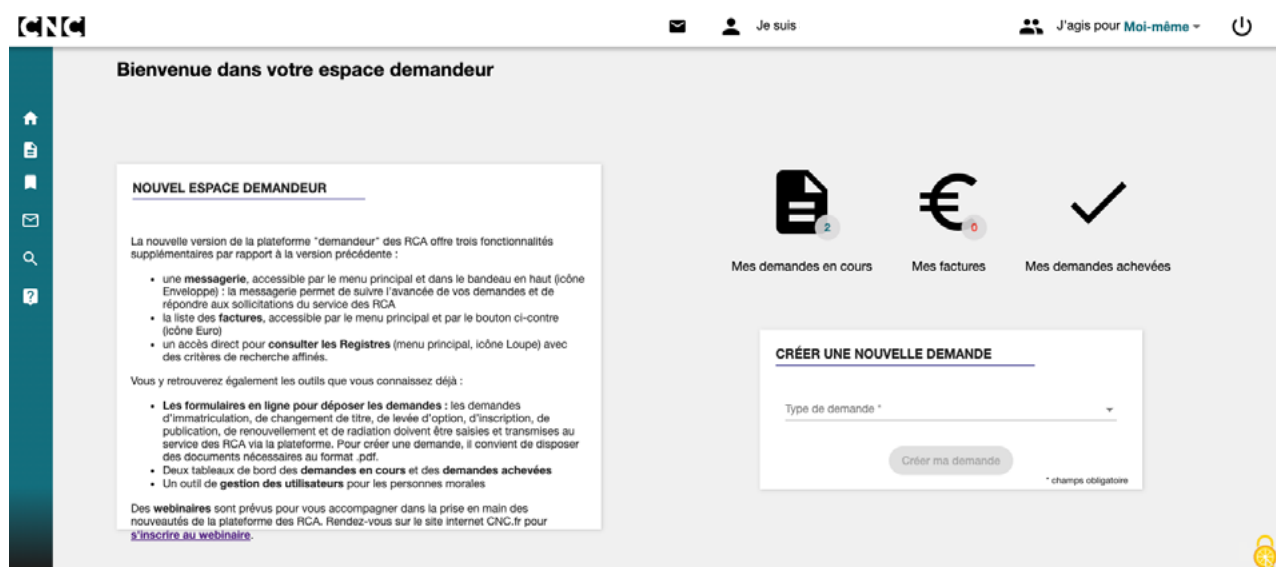 CNC
Je suis
J'agis pour Moi-même
Bienvenue dans votre espace demandeur
NOUVEL ESPACE DEMANDEUR
La nouvelle version de la plateforme "demandeur" des RCA offre trois fonctionnalités
supplémentaires par rapport à la version précédente :
• une messagerie, accessible par le menu principal et dans le bandeau en haut (icône
Enveloppe) : la messagerie permet de suivre l'avancée de vos demandes et de
répondre aux sollicitations du service des RCA
• la liste des factures, accessible par le menu principal et par le bouton ci-contre
(icône Euro)
• un accès direct pour consulter les Registres (menu principal, icône Loupe) avec
des critères de recherche affinés.
Vous y retrouverez également les outils que vous connaissez déjà :
• Les formulaires en ligne pour déposer les demandes : les demandes
d'immatriculation, de changement de titre, de levée d'option, d'inscription, de
publication, de renouvellement et de radiation doivent être saisies et transmises au
service des RCA via la plateforme. Pour créer une demande, il convient de disposer
des documents nécessaires au format .pdf.
• Deux tableaux de bord des demandes en cours et des demandes achevées
• Un outil de gestion des utilisateurs pour les personnes morales
Des webinaires sont prévus pour vous accompagner dans la prise en main des
nouveautés de la plateforme des RCA. Rendez-vous sur le site internet CNC.fr pour
s'inscrire au webinaire.
2
Mes demandes en cours
€
0
Mes factures
Mes demandes achevées
CRÉER UNE NOUVELLE DEMANDE
Type de demande *
Créer ma demande
* champs obligatoire